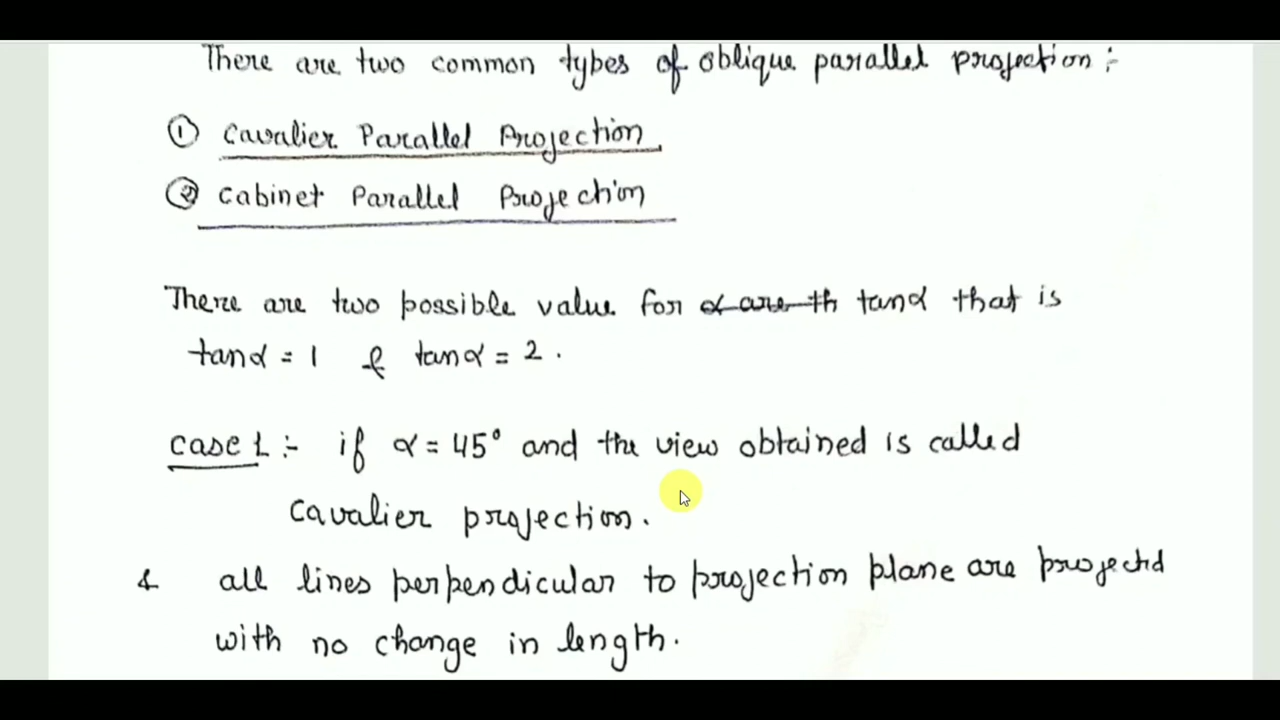 There are two common types of oblique parallel projection :-
① Cavalier Parallel Projection
② Cabinet Parallel Projection
There are two possible value for α are th tanα that is
tanα = 1 & tanα = 2 .
case 1 :- if α = 45° and the view obtained is called
Cavalier projection.
& all lines perpendicular to projection plane are projectd
with no change in length.